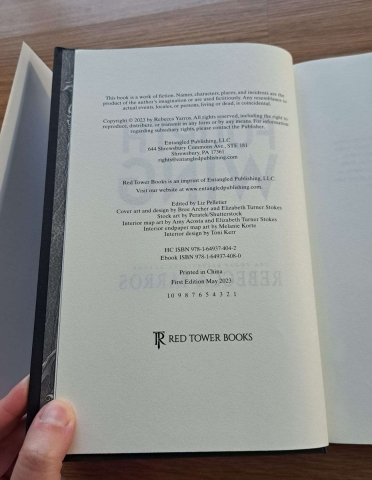 This book is a work of fiction. Names, characters, places, and incidents are the
product of the author's imagination or are used fictitiously. Any resemblance to
actual events, locales, or persons, living or dead, is coincidental.
Copyright © 2023 by Rebecca Yarros. All rights reserved, including the right to
reproduce, distribute, or transmit in any form or by any means. For information
regarding subsidiary rights, please contact the Publisher.
Entangled Publishing, LLC
644 Shrewsbury Commons Ave., STE 181
Shrewsbury, PA 17361
rights@entangledpublishing.com
Red Tower Books is an imprint of Entangled Publishing, LLC.
Visit our website at www.entangledpublishing.com.
Edited by Liz Pelletier
Cover art and design by Bree Archer and Elizabeth Turner Stokes
Stock art by Peratek/Shutterstock
Interior map art by Amy Acosta and Elizabeth Turner Stokes
Interior endpaper map art by Melanie Korte
Interior design by Toni Kerr
HC ISBN 978-1-64937-404-2
Ebook ISBN 978-1-64937-408-0
Printed in China
First Edition May 2023
10 9 8 7 6 5 4 3 2 1
RED TOWER BOOKS